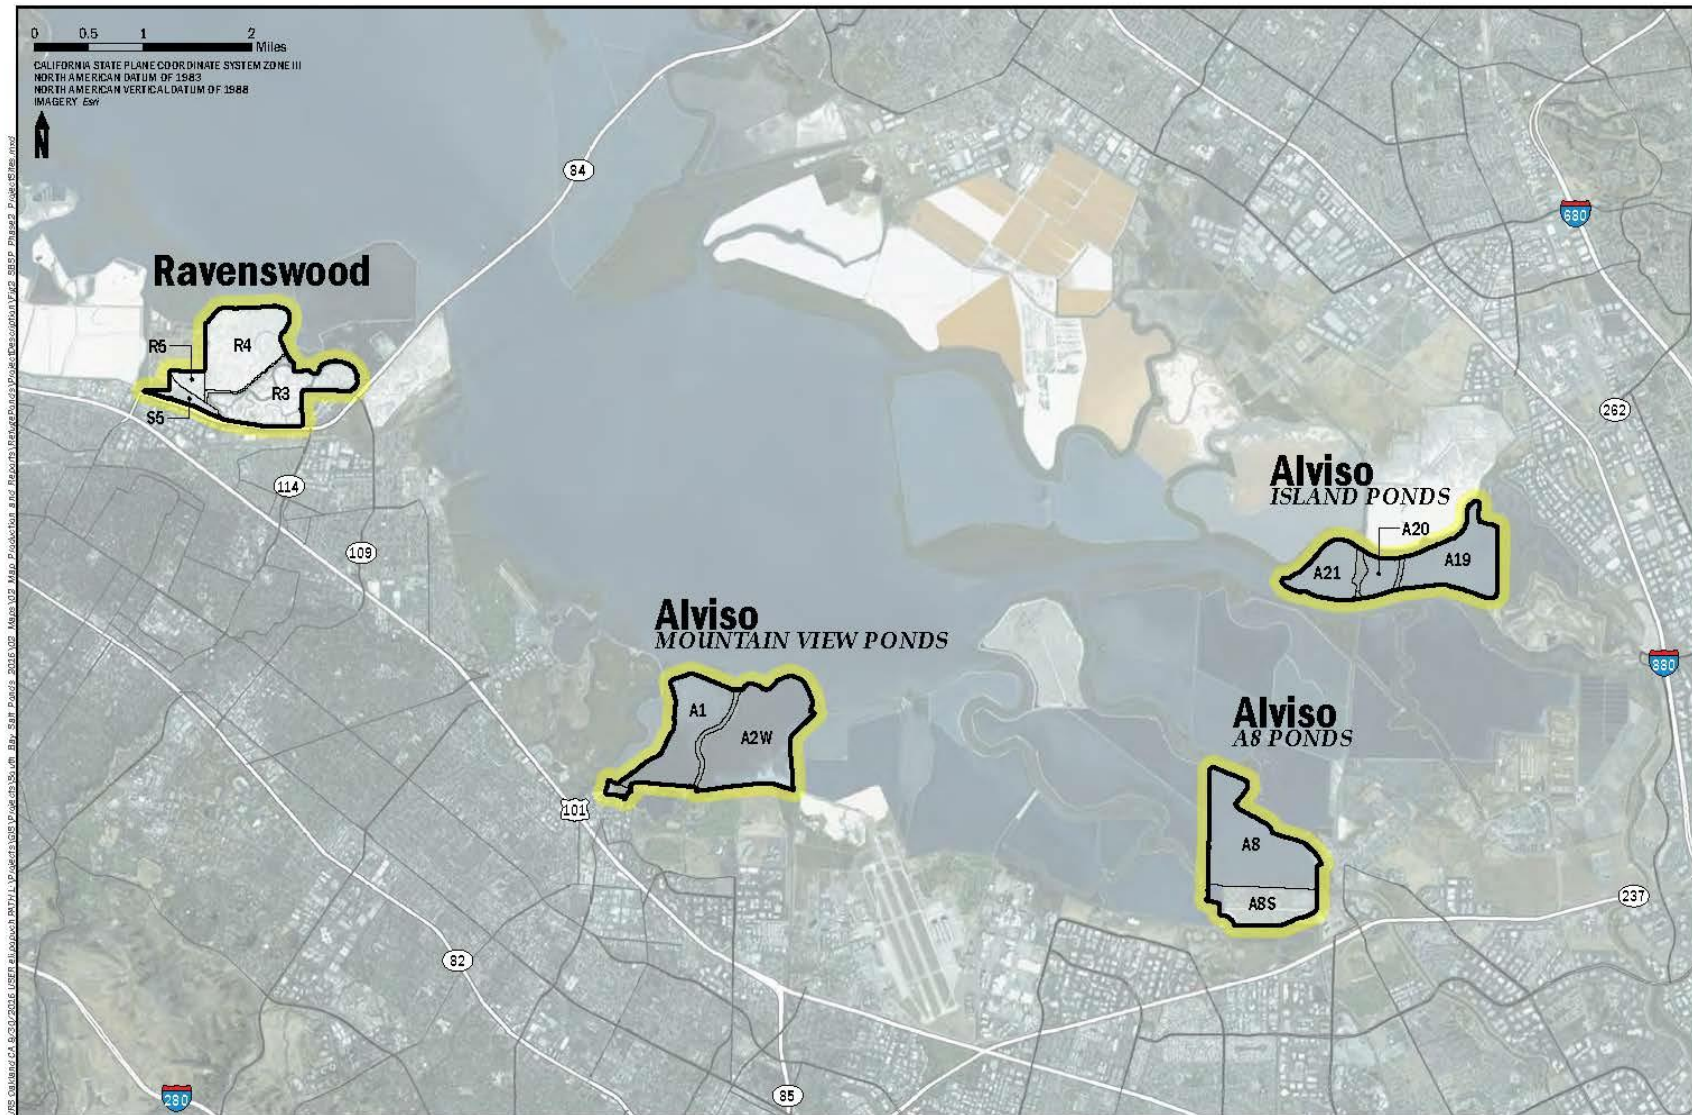 0 0.5 1 2
Miles
CALIFORNIA STATE PLANE COORDINATE SYSTEM ZONE III
NORTH AMERICAN DATUM OF 1983
NORTH AMERICAN VERTICAL DATUM OF 1988
IMAGERY Esri
N
84
680
Ravenswood
R5
R4
R3
S5
262
114
109
Alviso
ISLAND PONDS
A20
A21
A19
Alviso
MOUNTAIN VIEW PONDS
A1
A2W
880
Alviso
A8 PONDS
A8
A8S
101
237
82
85
280